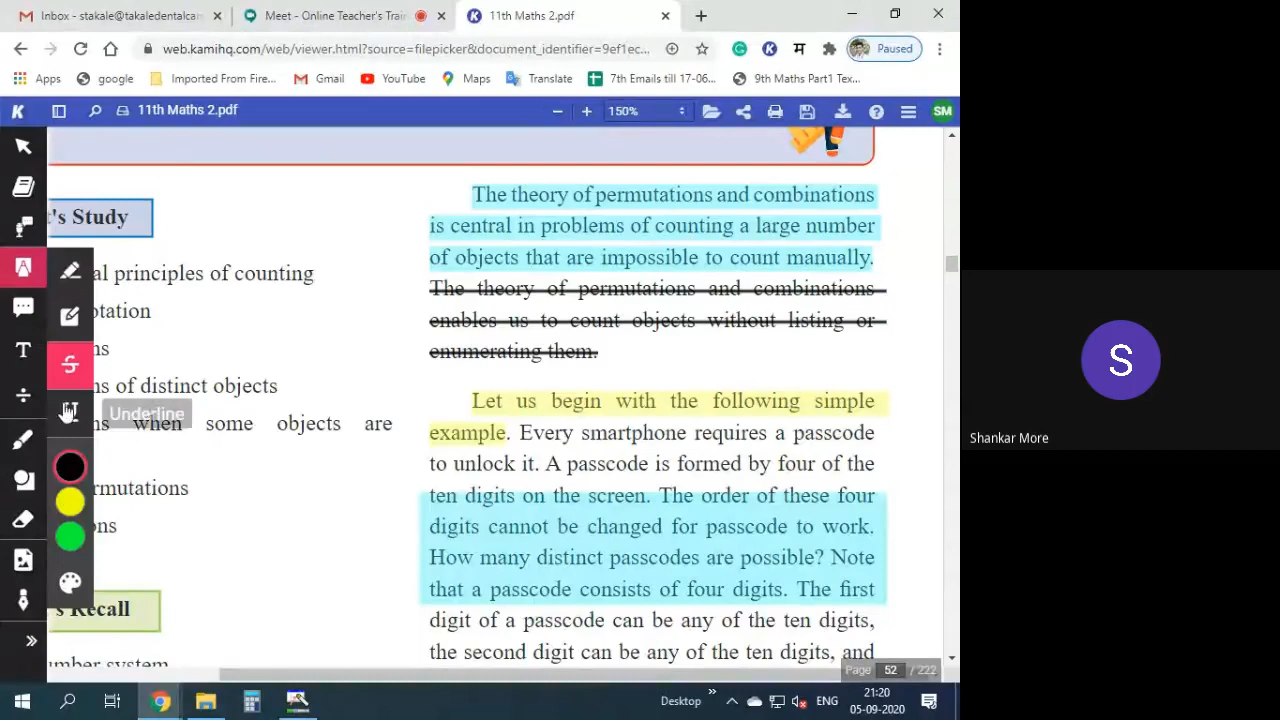 Inbox - stakale@takaledentalcar
Meet - Online Teacher's Train
11th Maths 2.pdf
web.kamihq.com/web/viewer.html?source=filepicker&document_identifier=9ef1ec...
म
Paused
Apps
google
Imported From Fire...
Gmail
YouTube
Maps
Translate
7th Emails till 17-06...
9th Maths Part1 Tex...
K
11th Maths 2.pdf
150%
SM
The theory of permutations and combinations
is central in problems of counting a large number
of objects that are impossible to count manually.
The theory of permutations and combinations
enables us to count objects without listing or
enumerating them.
Let us begin with the following simple
example. Every smartphone requires a passcode
to unlock it. A passcode is formed by four of the
ten digits on the screen. The order of these four
digits cannot be changed for passcode to work.
How many distinct passcodes are possible? Note
that a passcode consists of four digits. The first
digit of a passcode can be any of the ten digits,
the second digit can be any of the ten digits, and
t's Study
al principles of counting
otation
ns
ns of distinct objects
ns when some objects are
rmutations
ons
s Recall
umber system
Underline
T
S
Page 52 / 222
S
Shankar More
Desktop
ENG
21:20
05-09-2020